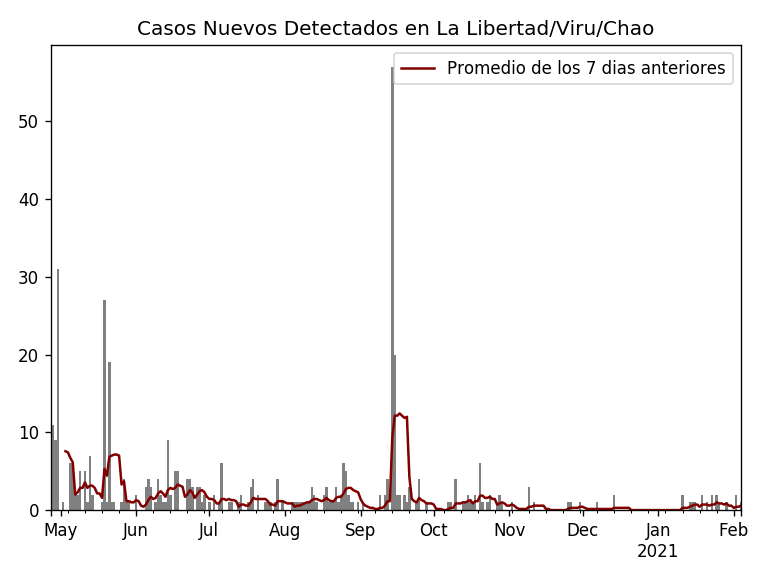 Casos Nuevos Detectados en La Libertad/Viru/Chao
Promedio de los 7 dias anteriores
50
40
30
20
10
0
May Jun Jul Aug Sep Oct Nov Dec Jan Feb
2021